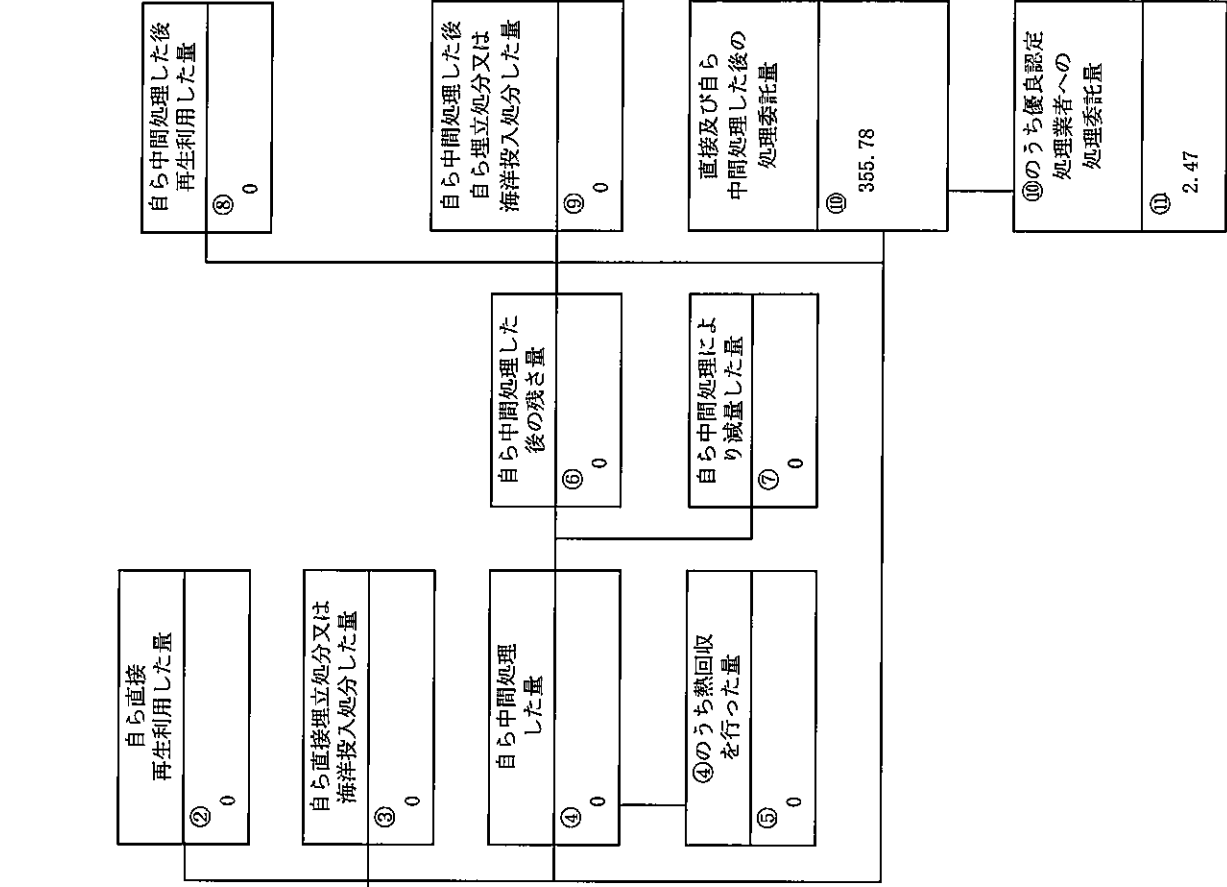 自ら直接
再生利用した量
②
0
自ら直接埋立処分又は
海洋投入処分した量
③
0
自ら中間処理
した量
④
0
④のうち熱回収
を行った量
⑤
0
自ら中間処理した
後の残さ量
⑥
0
自ら中間処理によ
り減量した量
⑦
0
自ら中間処理した後
再生利用した量
⑧
0
自ら中間処理した後
自ら埋立処分又は
海洋投入処分した量
⑨
0
直接及び自ら
中間処理した後の
処理委託量
⑩
355.78
⑩のうち優良認定
処理業者への
処理委託量
⑪
2.47